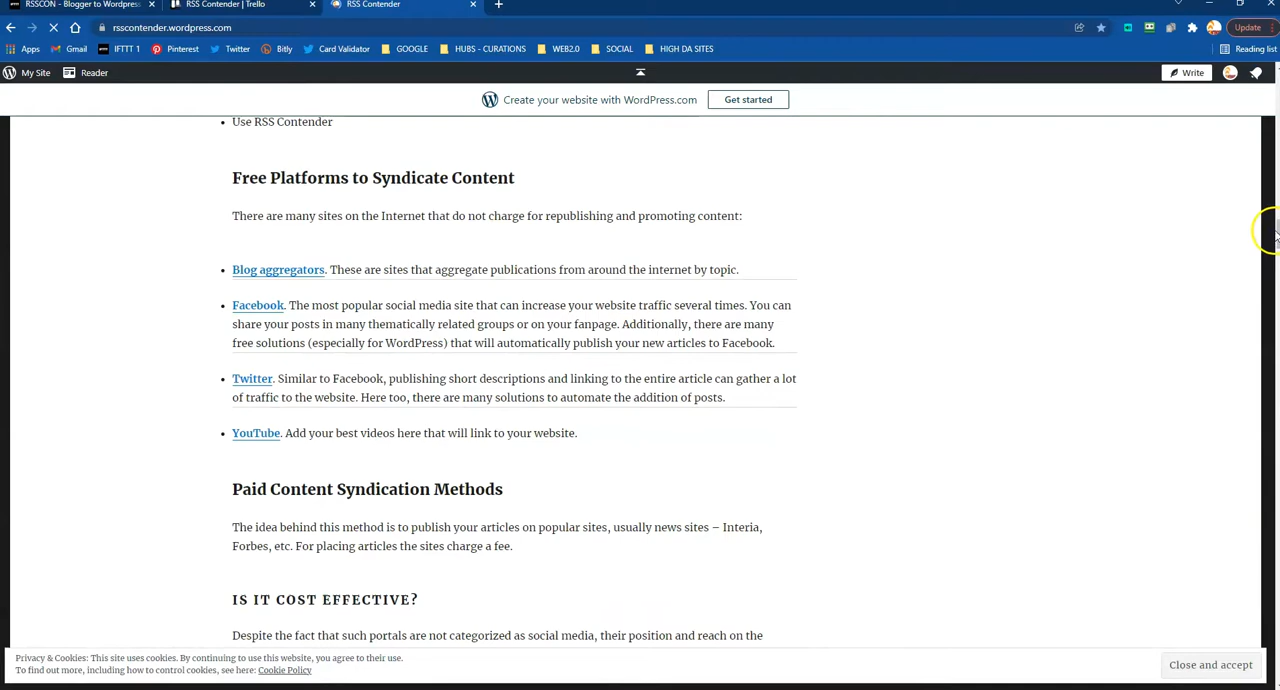 RSSCON - Blogger to Wordpress
RSS Contender | Trello
RSS Contender
rsscontender.wordpress.com
Update
Apps Gmail IFTTT 1 Pinterest Twitter Bitly Card Validator GOOGLE HUBS - CURATIONS WEB2.0 SOCIAL HIGH DA SITES Reading list
My Site Reader Write
Create your website with WordPress.com Get started
• Use RSS Contender
Free Platforms to Syndicate Content
There are many sites on the Internet that do not charge for republishing and promoting content:
• Blog aggregators. These are sites that aggregate publications from around the internet by topic.
• Facebook. The most popular social media site that can increase your website traffic several times. You can
share your posts in many thematically related groups or on your fanpage. Additionally, there are many
free solutions (especially for WordPress) that will automatically publish your new articles to Facebook.
• Twitter. Similar to Facebook, publishing short descriptions and linking to the entire article can gather a lot
of traffic to the website. Here too, there are many solutions to automate the addition of posts.
• YouTube. Add your best videos here that will link to your website.
Paid Content Syndication Methods
The idea behind this method is to publish your articles on popular sites, usually news sites – Interia,
Forbes, etc. For placing articles the sites charge a fee.
IS IT COST EFFECTIVE?
Despite the fact that such portals are not categorized as social media, their position and reach on the
Privacy & Cookies: This site uses cookies. By continuing to use this website, you agree to their use.
To find out more, including how to control cookies, see here: Cookie Policy
Close and accept